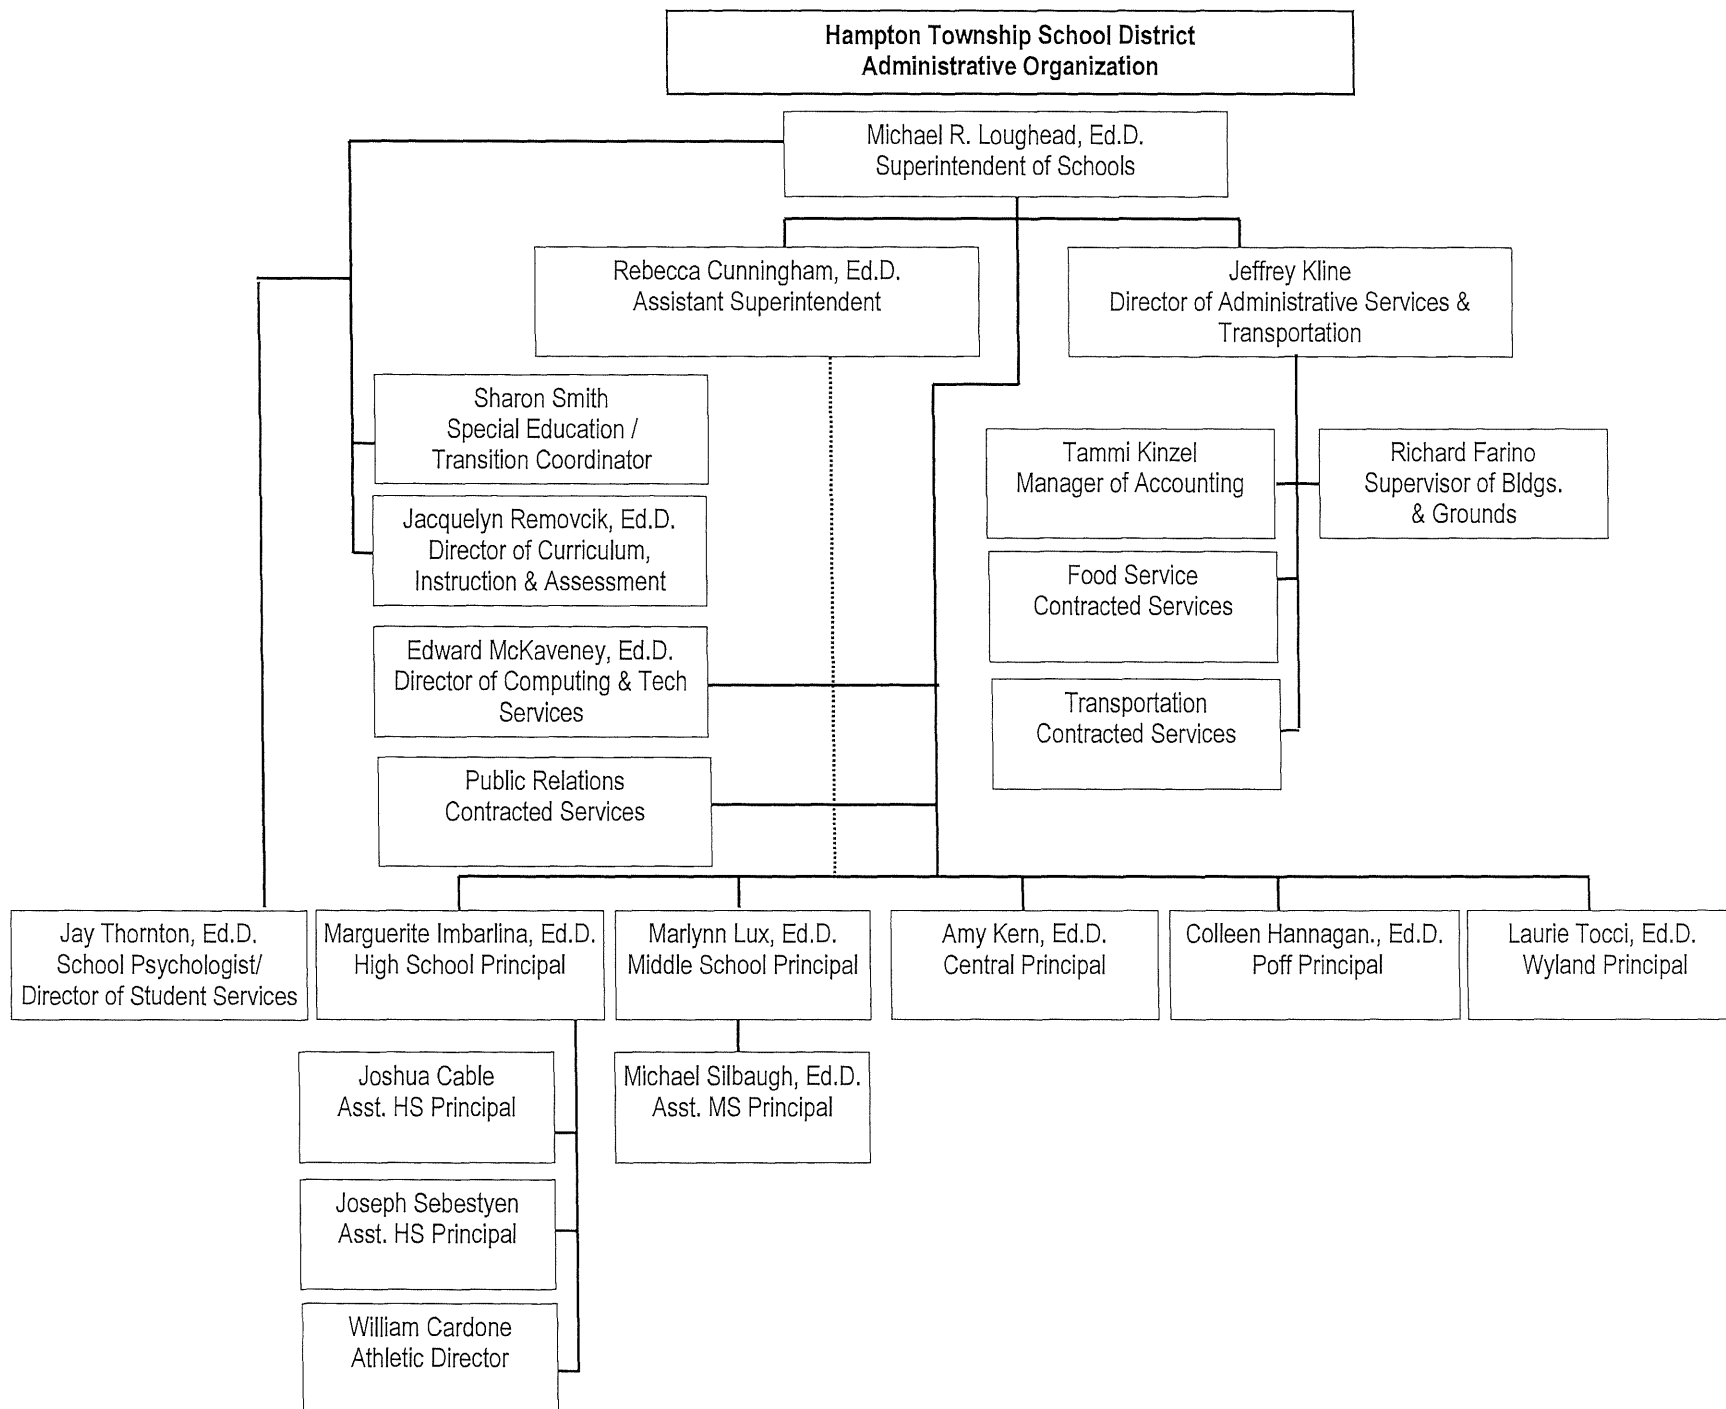 Hampton Township School District
Administrative Organization
Michael R. Loughead, Ed.D.
Superintendent of Schools
Rebecca Cunningham, Ed.D.
Assistant Superintendent
Jeffrey Kline
Director of Administrative Services &
Transportation
Sharon Smith
Special Education /
Transition Coordinator
Tammi Kinzel
Manager of Accounting
Richard Farino
Supervisor of Bldgs.
& Grounds
Jacquelyn Removcik, Ed.D.
Director of Curriculum,
Instruction & Assessment
Food Service
Contracted Services
Edward McKaveney, Ed.D.
Director of Computing & Tech
Services
Transportation
Contracted Services
Public Relations
Contracted Services
Jay Thornton, Ed.D.
School Psychologist/
Director of Student Services
Marguerite Imbarlina, Ed.D.
High School Principal
Marlynn Lux, Ed.D.
Middle School Principal
Amy Kern, Ed.D.
Central Principal
Colleen Hannagan., Ed.D.
Poff Principal
Laurie Tocci, Ed.D.
Wyland Principal
Joshua Cable
Asst. HS Principal
Michael Silbaugh, Ed.D.
Asst. MS Principal
Joseph Sebestyen
Asst. HS Principal
William Cardone
Athletic Director